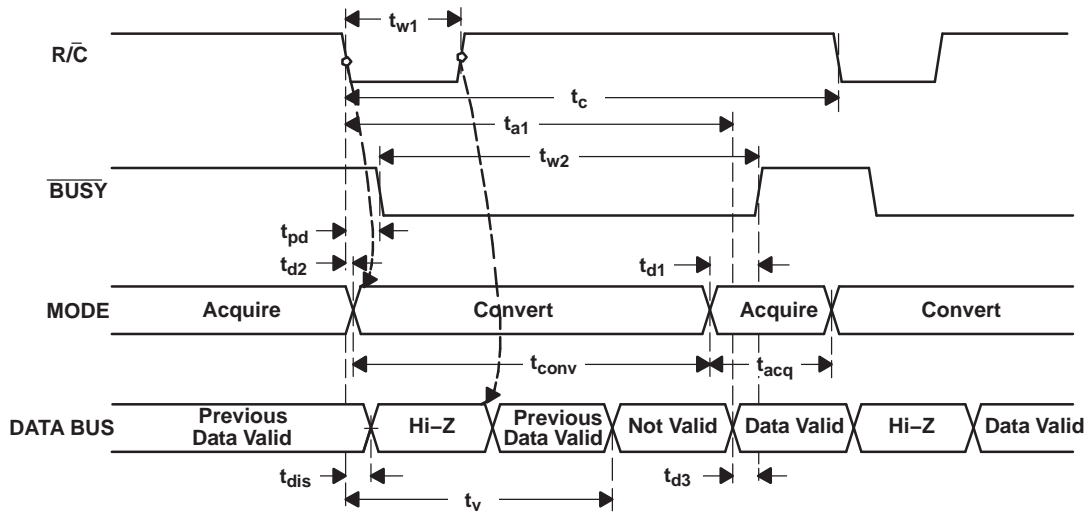 t_w1
R/C̅
t_c
t_a1
t_w2
B̅U̅S̅Y̅
t_pd
t_d2
t_d1
MODE
Acquire
Convert
Acquire
Convert
t_conv
t_acq
DATA BUS
Previous
Data Valid
Hi–Z
Previous
Data Valid
Not Valid
Data Valid
Hi–Z
Data Valid
t_dis
t_d3
t_v